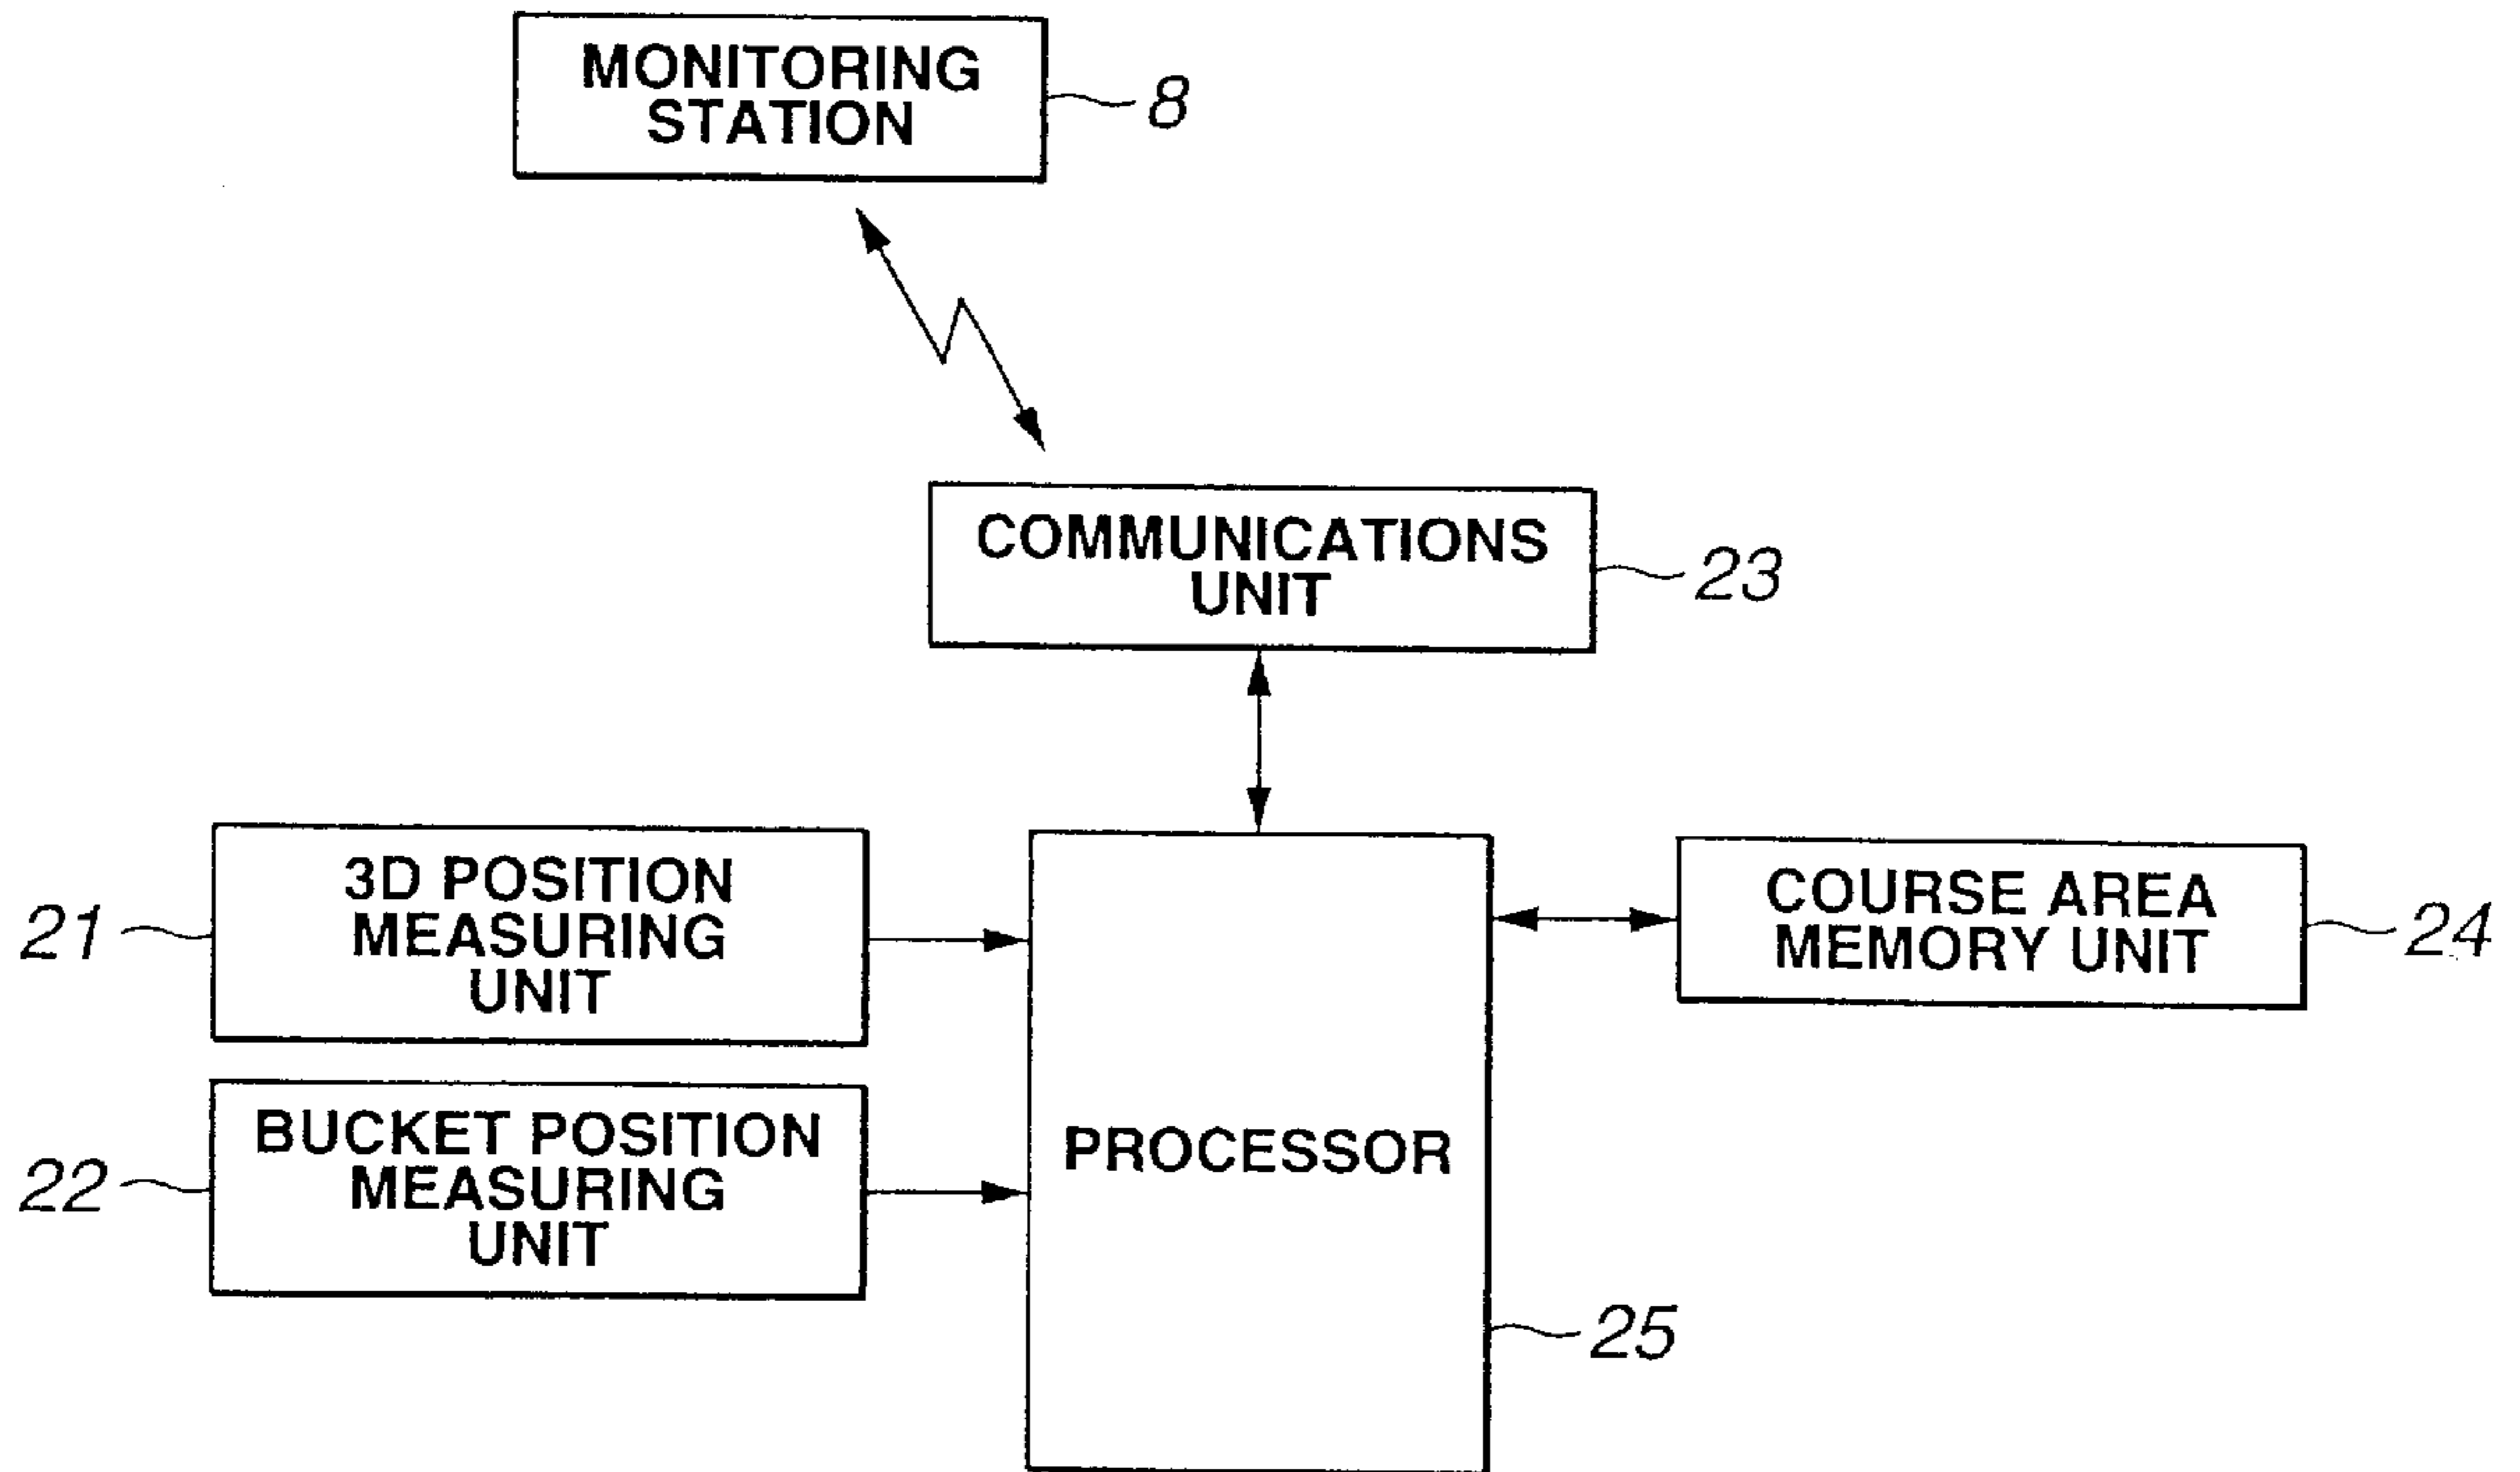 MONITORING
STATION
8
COMMUNICATIONS
UNIT
23
3D POSITION
MEASURING
UNIT
21
COURSE AREA
MEMORY UNIT
24
BUCKET POSITION
MEASURING
UNIT
22
PROCESSOR
25